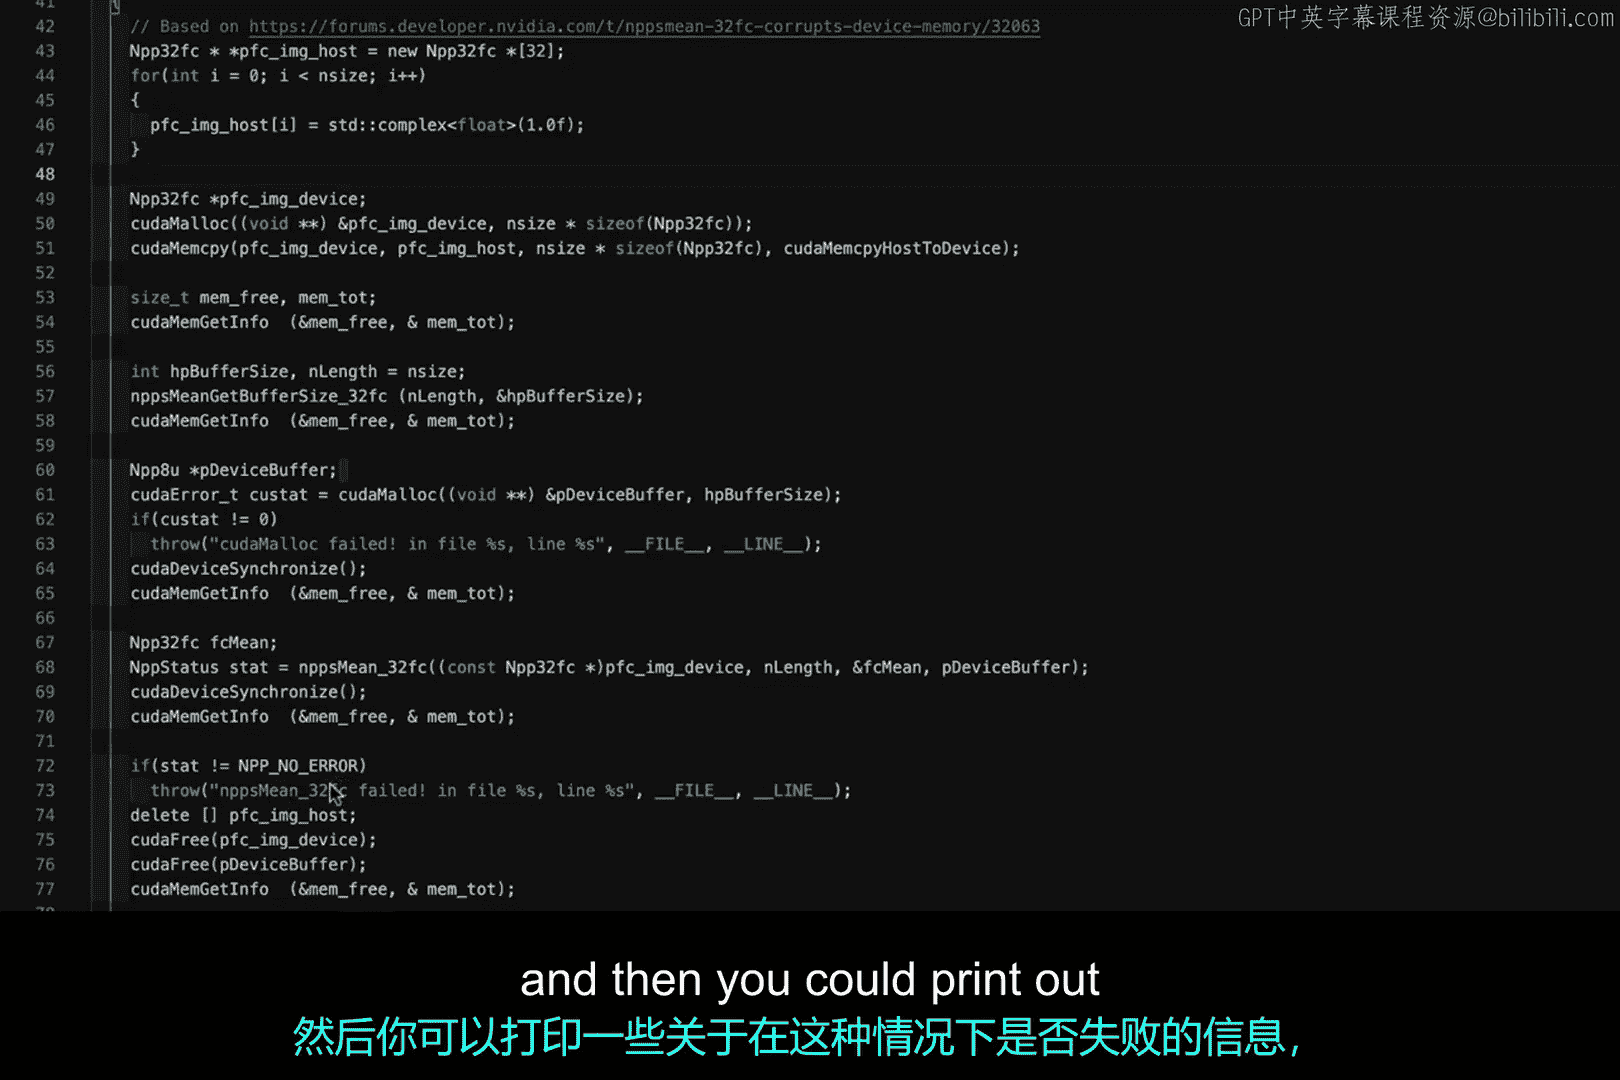 GPT中英字幕课程资源@bilibili.com
41 {
42 // Based on https://forums.developer.nvidia.com/t/nppsmean-32fc-corrupts-device-memory/32063
43 Npp32fc * *pfc_img_host = new Npp32fc *[32];
44 for(int i = 0; i < nsize; i++)
45 {
46 pfc_img_host[i] = std::complex<float>(1.0f);
47 }
48
49 Npp32fc *pfc_img_device;
50 cudaMalloc((void **) &pfc_img_device, nsize * sizeof(Npp32fc));
51 cudaMemcpy(pfc_img_device, pfc_img_host, nsize * sizeof(Npp32fc), cudaMemcpyHostToDevice);
52
53 size_t mem_free, mem_tot;
54 cudaMemGetInfo  (&mem_free, & mem_tot);
55
56 int hpBufferSize, nLength = nsize;
57 nppsMeanGetBufferSize_32fc (nLength, &hpBufferSize);
58 cudaMemGetInfo  (&mem_free, & mem_tot);
59
60 Npp8u *pDeviceBuffer;
61 cudaError_t custat = cudaMalloc((void **) &pDeviceBuffer, hpBufferSize);
62 if(custat != 0)
63 throw("cudaMalloc failed! in file %s, line %s", __FILE__, __LINE__);
64 cudaDeviceSynchronize();
65 cudaMemGetInfo  (&mem_free, & mem_tot);
66
67 Npp32fc fcMean;
68 NppStatus stat = nppsMean_32fc((const Npp32fc *)pfc_img_device, nLength, &fcMean, pDeviceBuffer);
69 cudaDeviceSynchronize();
70 cudaMemGetInfo  (&mem_free, & mem_tot);
71
72 if(stat != NPP_NO_ERROR)
73 throw("nppsMean_32fc failed! in file %s, line %s", __FILE__, __LINE__);
74 delete [] pfc_img_host;
75 cudaFree(pfc_img_device);
76 cudaFree(pDeviceBuffer);
77 cudaMemGetInfo  (&mem_free, & mem_tot);
and then you could print out
然后你可以打印一些关于在这种情况下是否失败的信息，